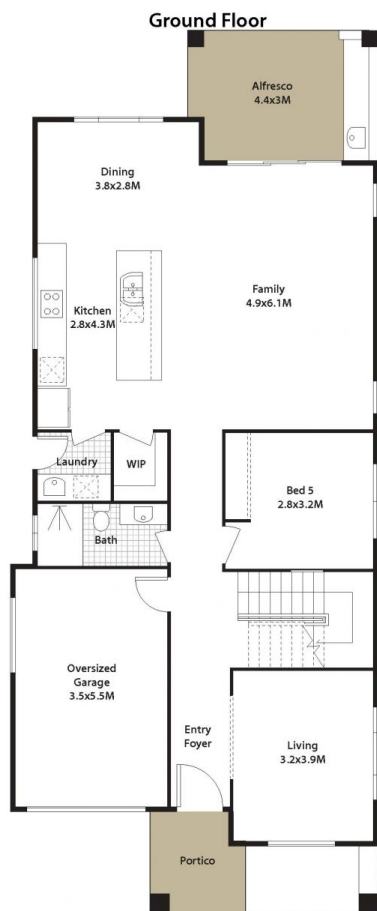 Ground Floor
Alfresco
4.4x3M
Dining
3.8x2.8M
Family
4.9x6.1M
Kitchen
2.8x4.3M
Laundry
WIP
Bed 5
2.8x3.2M
Bath
Oversized
Garage
3.5x5.5M
Entry
Foyer
Living
3.2x3.9M
Portico